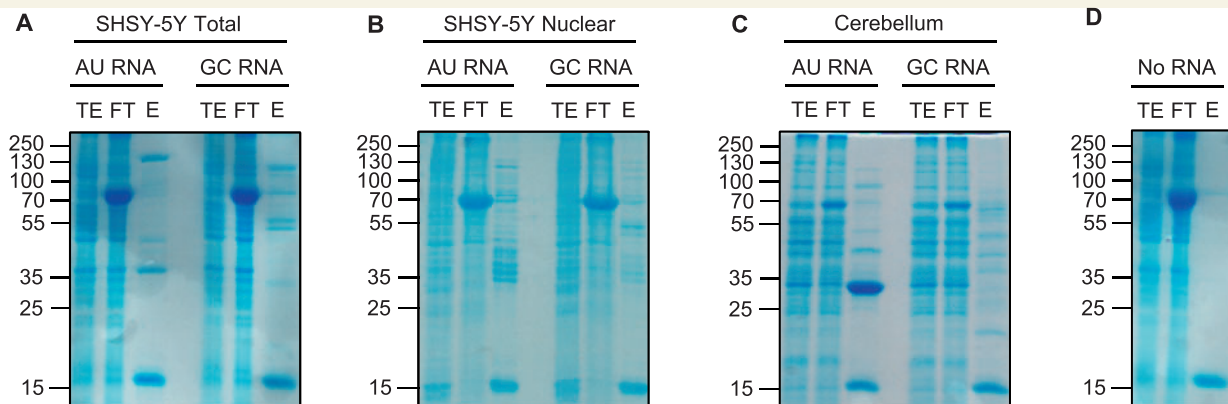 A SHSY-5Y Total
AU RNA GC RNA
TE FT E TE FT E
250
130
100
70
55
35
25
15
B SHSY-5Y Nuclear
AU RNA GC RNA
TE FT E TE FT E
250
130
100
70
55
35
25
15
C Cerebellum
AU RNA GC RNA
TE FT E TE FT E
250
130
100
70
55
35
25
15
D
No RNA
TE FT E
250
130
100
70
55
35
25
15